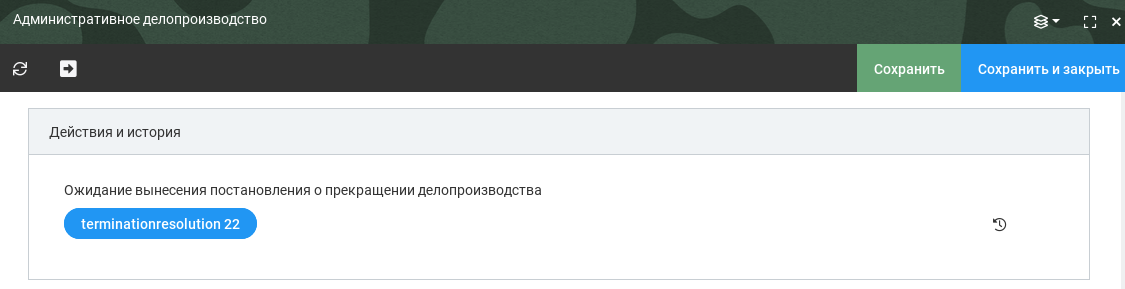 Административное делопроизводство
Сохранить
Сохранить и закрыть
Действия и история
Ожидание вынесения постановления о прекращении делопроизводства
terminationresolution 22